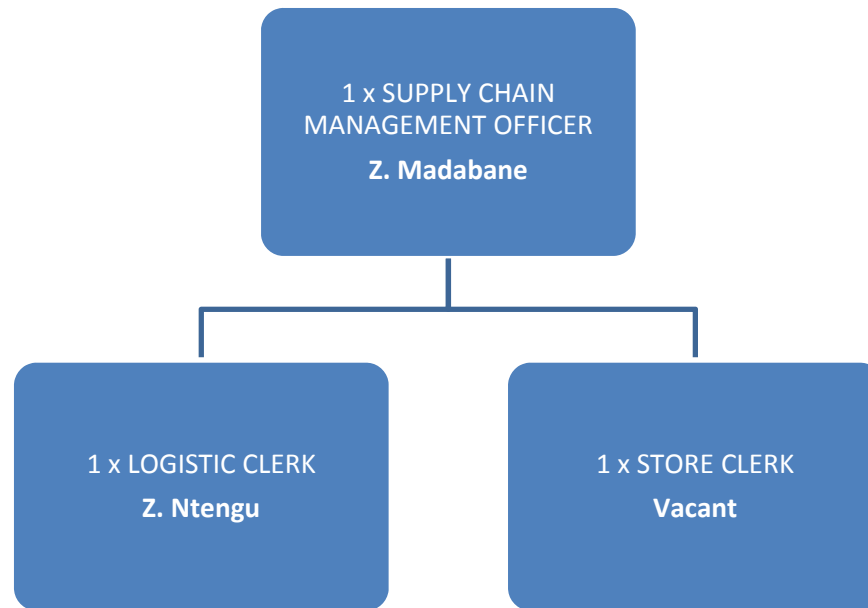 1 x SUPPLY CHAIN
MANAGEMENT OFFICER
Z. Madabane
1 x LOGISTIC CLERK
Z. Ntengu
1 x STORE CLERK
Vacant